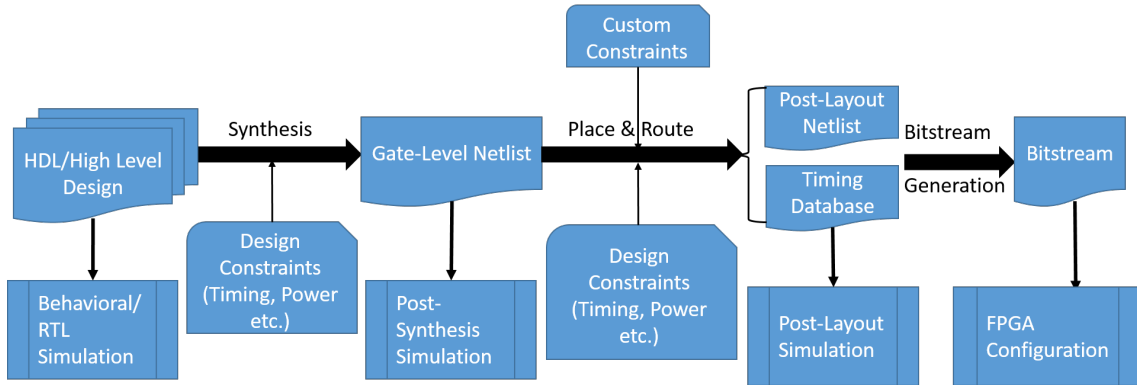 Custom
Constraints
Synthesis
Place & Route
Post-Layout
Netlist
Bitstream
Generation
HDL/High Level
Design
Gate-Level Netlist
Timing
Database
Bitstream
Design
Constraints
(Timing, Power
etc.)
Design
Constraints
(Timing, Power
etc.)
Behavioral/
RTL
Simulation
Post-
Synthesis
Simulation
Post-Layout
Simulation
FPGA
Configuration